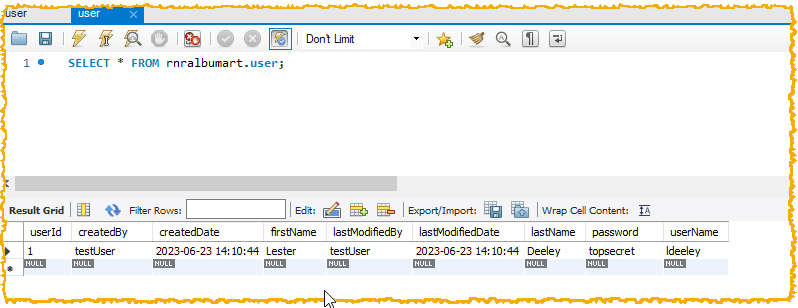 user
user
Don't Limit
1 SELECT * FROM rnralbumart.user;
Result Grid Filter Rows: Edit: Export/Import: Wrap Cell Content:
userId createdBy createdDate firstName lastModifiedBy lastModifiedDate lastName password userName
1 testUser 2023-06-23 14:10:44 Lester testUser 2023-06-23 14:10:44 Deeley topsecret ldeeley
NULL NULL NULL NULL NULL NULL NULL NULL NULL